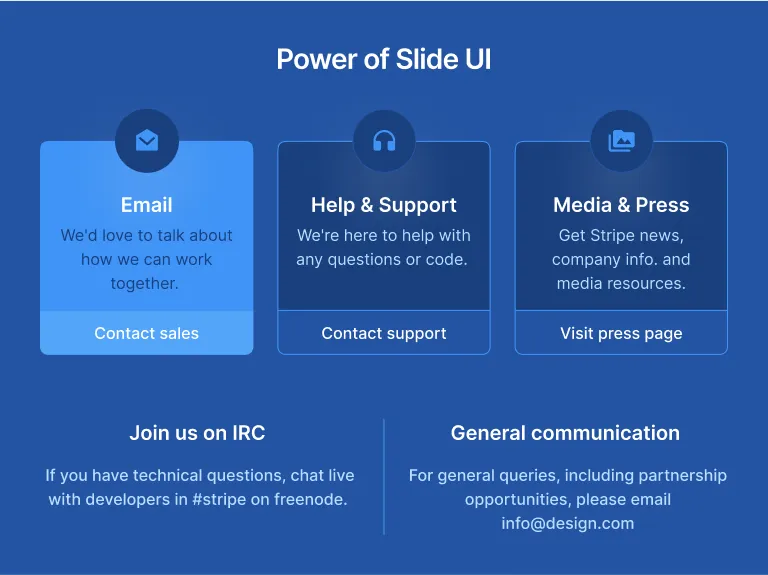 Power of Slide UI
Email
We'd love to talk about
how we can work
together.
Contact sales
Help & Support
We're here to help with
any questions or code.
Contact support
Media & Press
Get Stripe news,
company info. and
media resources.
Visit press page
Join us on IRC
If you have technical questions, chat live
with developers in #stripe on freenode.
General communication
For general queries, including partnership
opportunities, please email
info@design.com